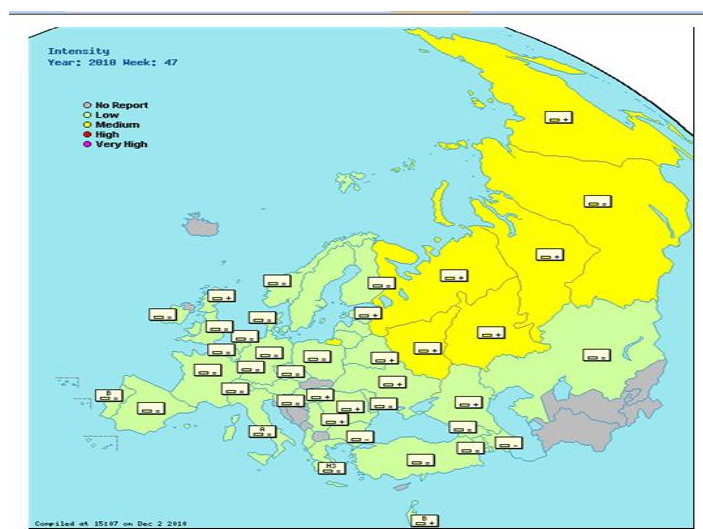 Intensity
Year: 2010 Week: 47
No Report
Low
Medium
High
Very High
B
A
H3
B
Compiled at 15:07 on Dec 2 2010